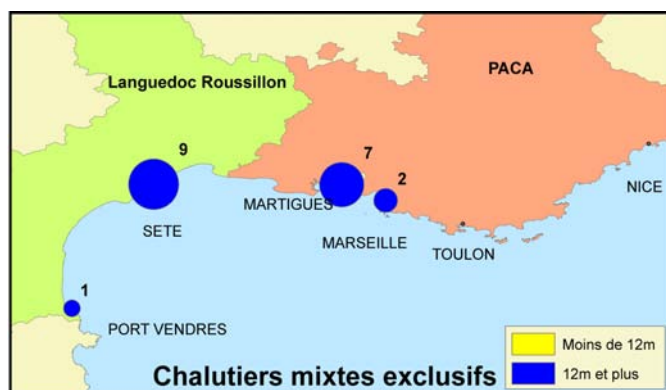 PACA
Languedoc Roussillon
9
7
2
NICE
MARTIGUES
SETE
MARSEILLE
TOULON
1
PORT VENDRES
Moins de 12m
Chalutiers mixtes exclusifs
12m et plus